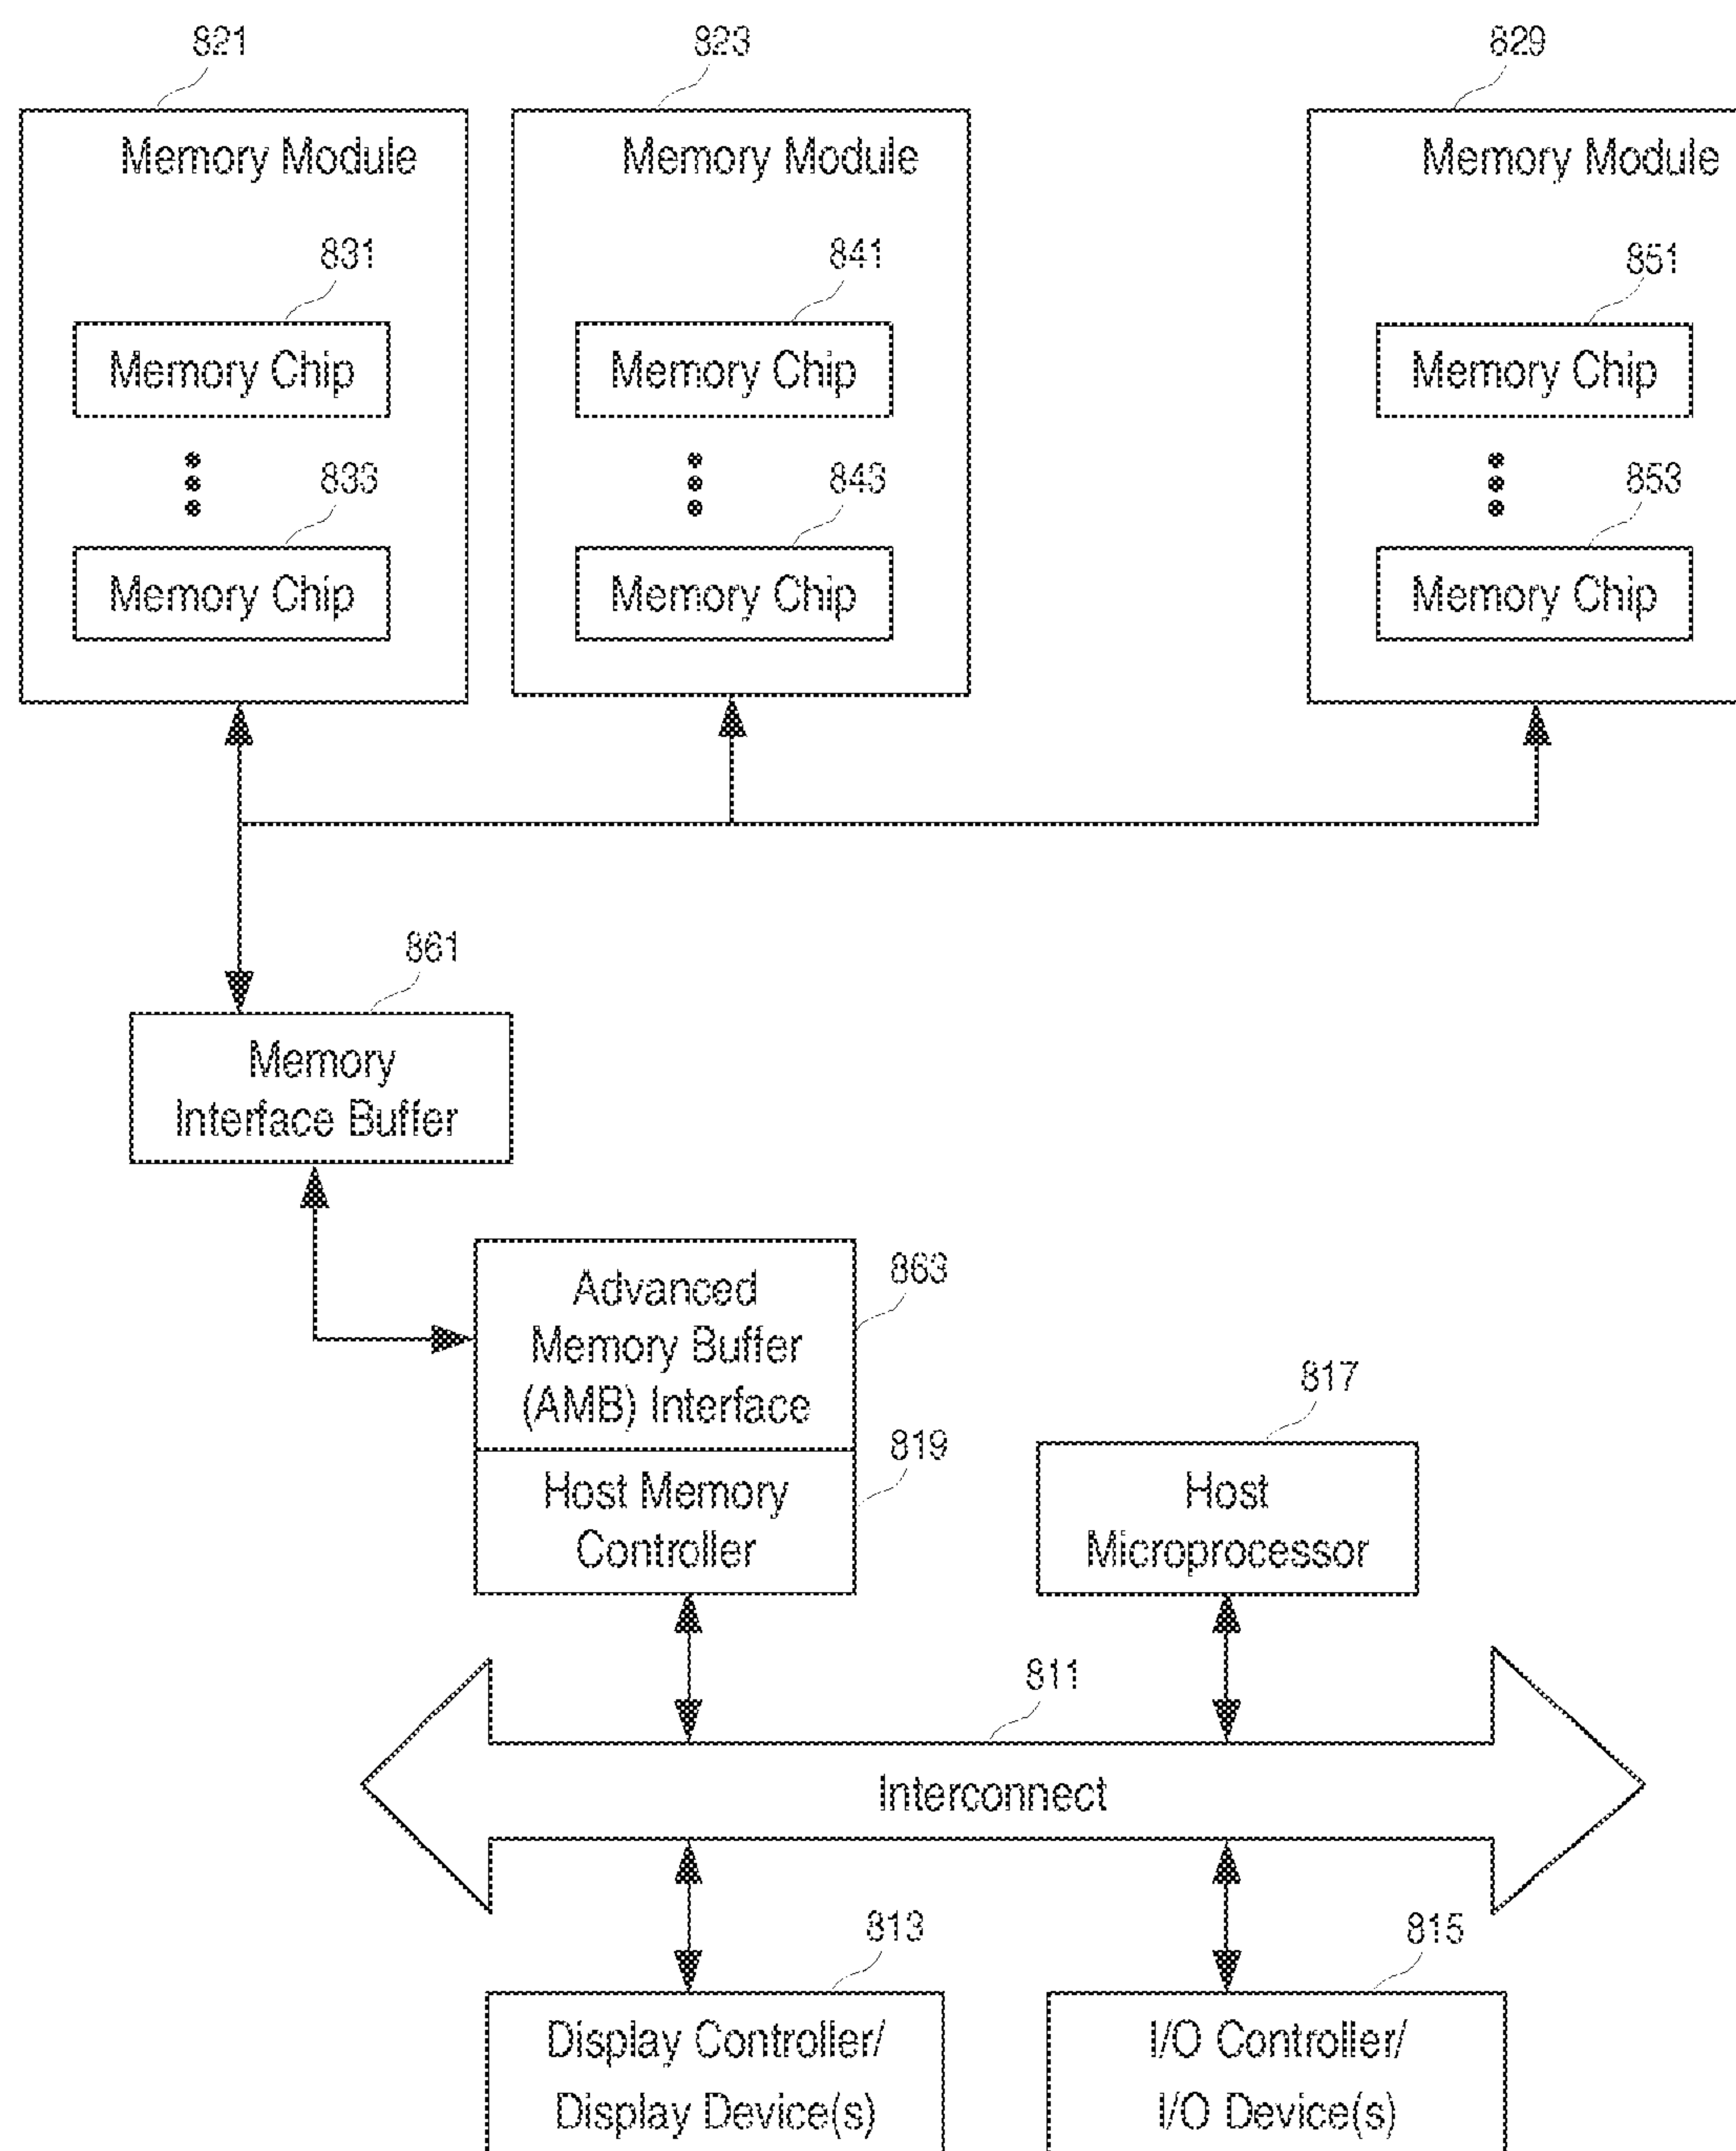 821
823
829
Memory Module
Memory Module
Memory Module
831
841
851
Memory Chip
Memory Chip
Memory Chip
833
843
853
Memory Chip
Memory Chip
Memory Chip
861
Memory
Interface Buffer
863
Advanced
Memory Buffer
(AMB) Interface
819
Host Memory
Controller
817
Host
Microprocessor
811
Interconnect
813
815
Display Controller/
Display Device(s)
I/O Controller/
I/O Device(s)